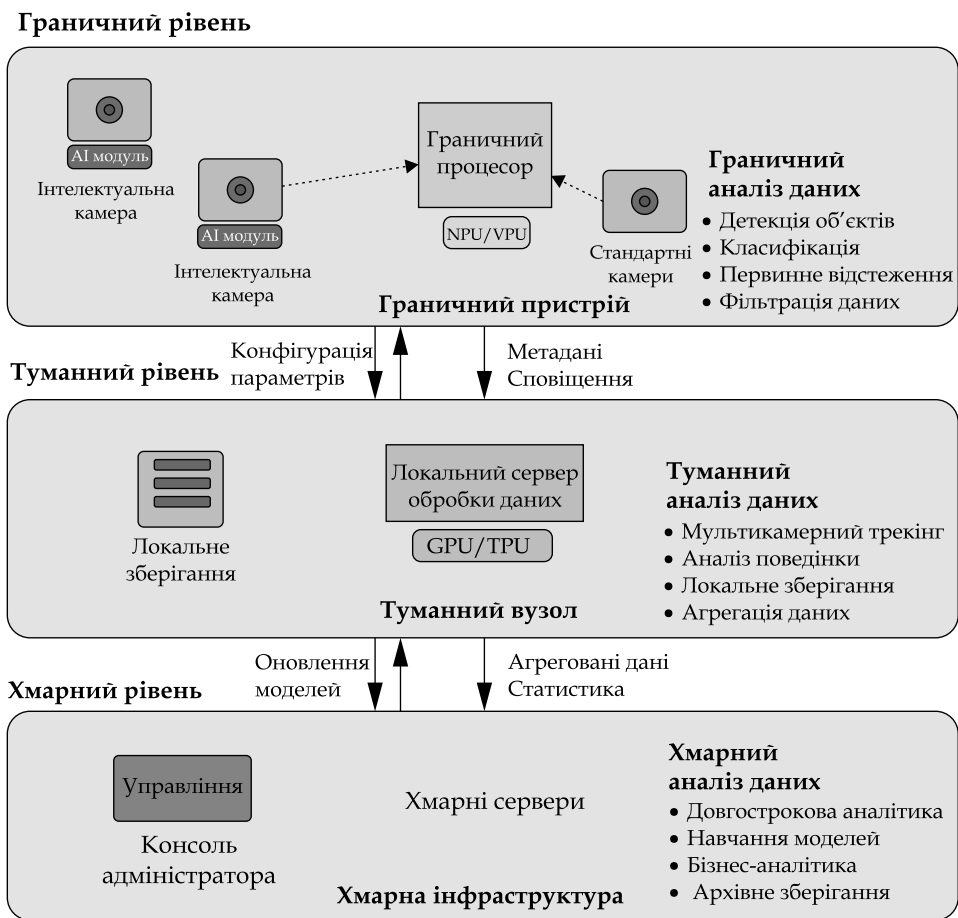 Граничний рівень
AI модуль
Інтелектуальна
камера
AI модуль
Інтелектуальна
камера
Граничний
процесор
NPU/VPU
Стандартні
камери
Граничний
аналіз даних
• Детекція об’єктів
• Класифікація
• Первинне відстеження
• Фільтрація даних
Граничний пристрій
Конфігурація
параметрів
Метадані
Сповіщення
Туманний рівень
Локальне
зберігання
Локальний сервер
обробки даних
GPU/TPU
Туманний
аналіз даних
• Мультикамерний трекінг
• Аналіз поведінки
• Локальне зберігання
• Агрегація даних
Туманний вузол
Оновлення
моделей
Агреговані дані
Статистика
Хмарний рівень
Управління
Консоль
адміністратора
Хмарні сервери
Хмарний
аналіз даних
• Довгострокова аналітика
• Навчання моделей
• Бізнес-аналітика
• Архівне зберігання
Хмарна інфраструктура